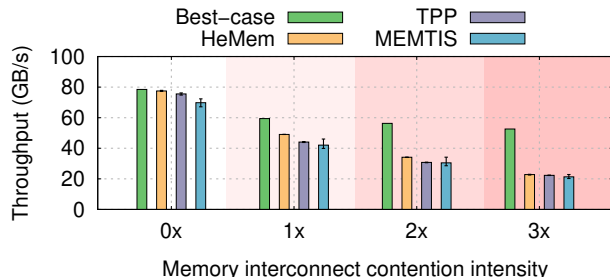 Best-case TPP
HeMem MEMTIS
Throughput (GB/s)
100
80
60
40
20
0
0x 1x 2x 3x
Memory interconnect contention intensity